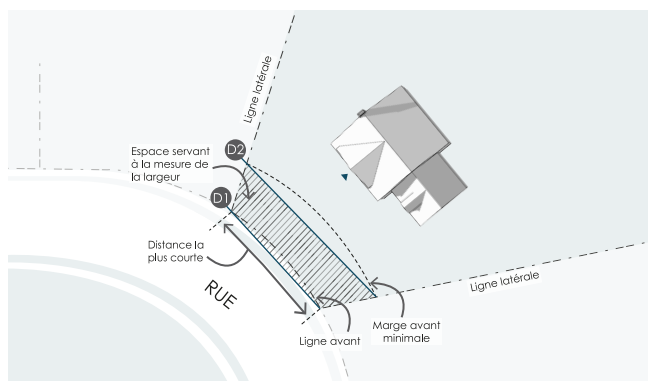 Ligne latérale
D2
Espace servant
à la mesure de
la largeur
D1
Distance la
plus courte
RUE
Ligne latérale
Marge avant
minimale
Ligne avant